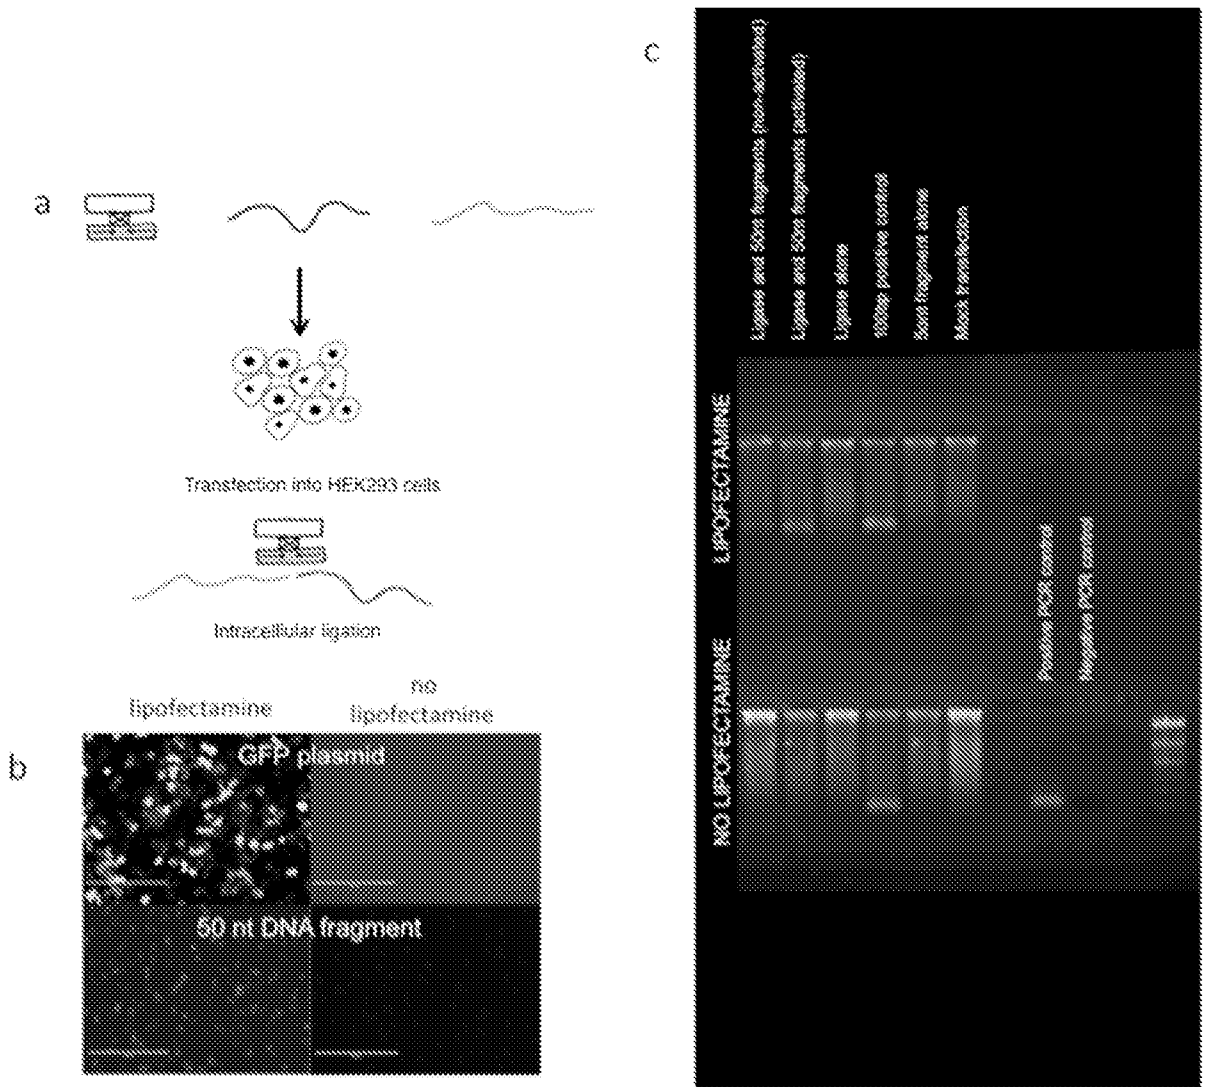 a
Transfection into HEK293 cells
Intracellular ligation
b
lipofectamine
no
lipofectamine
GFP plasmid
50 nt DNA fragment
c
Ligase and 50nt fragments (non-activated)
Ligase and 50nt fragments (activated)
Ligase alone
100bp positive control
5nt fragment alone
Mock transfection
LIPOFECTAMINE
NO LIPOFECTAMINE
Positive PCR control
Negative PCR control